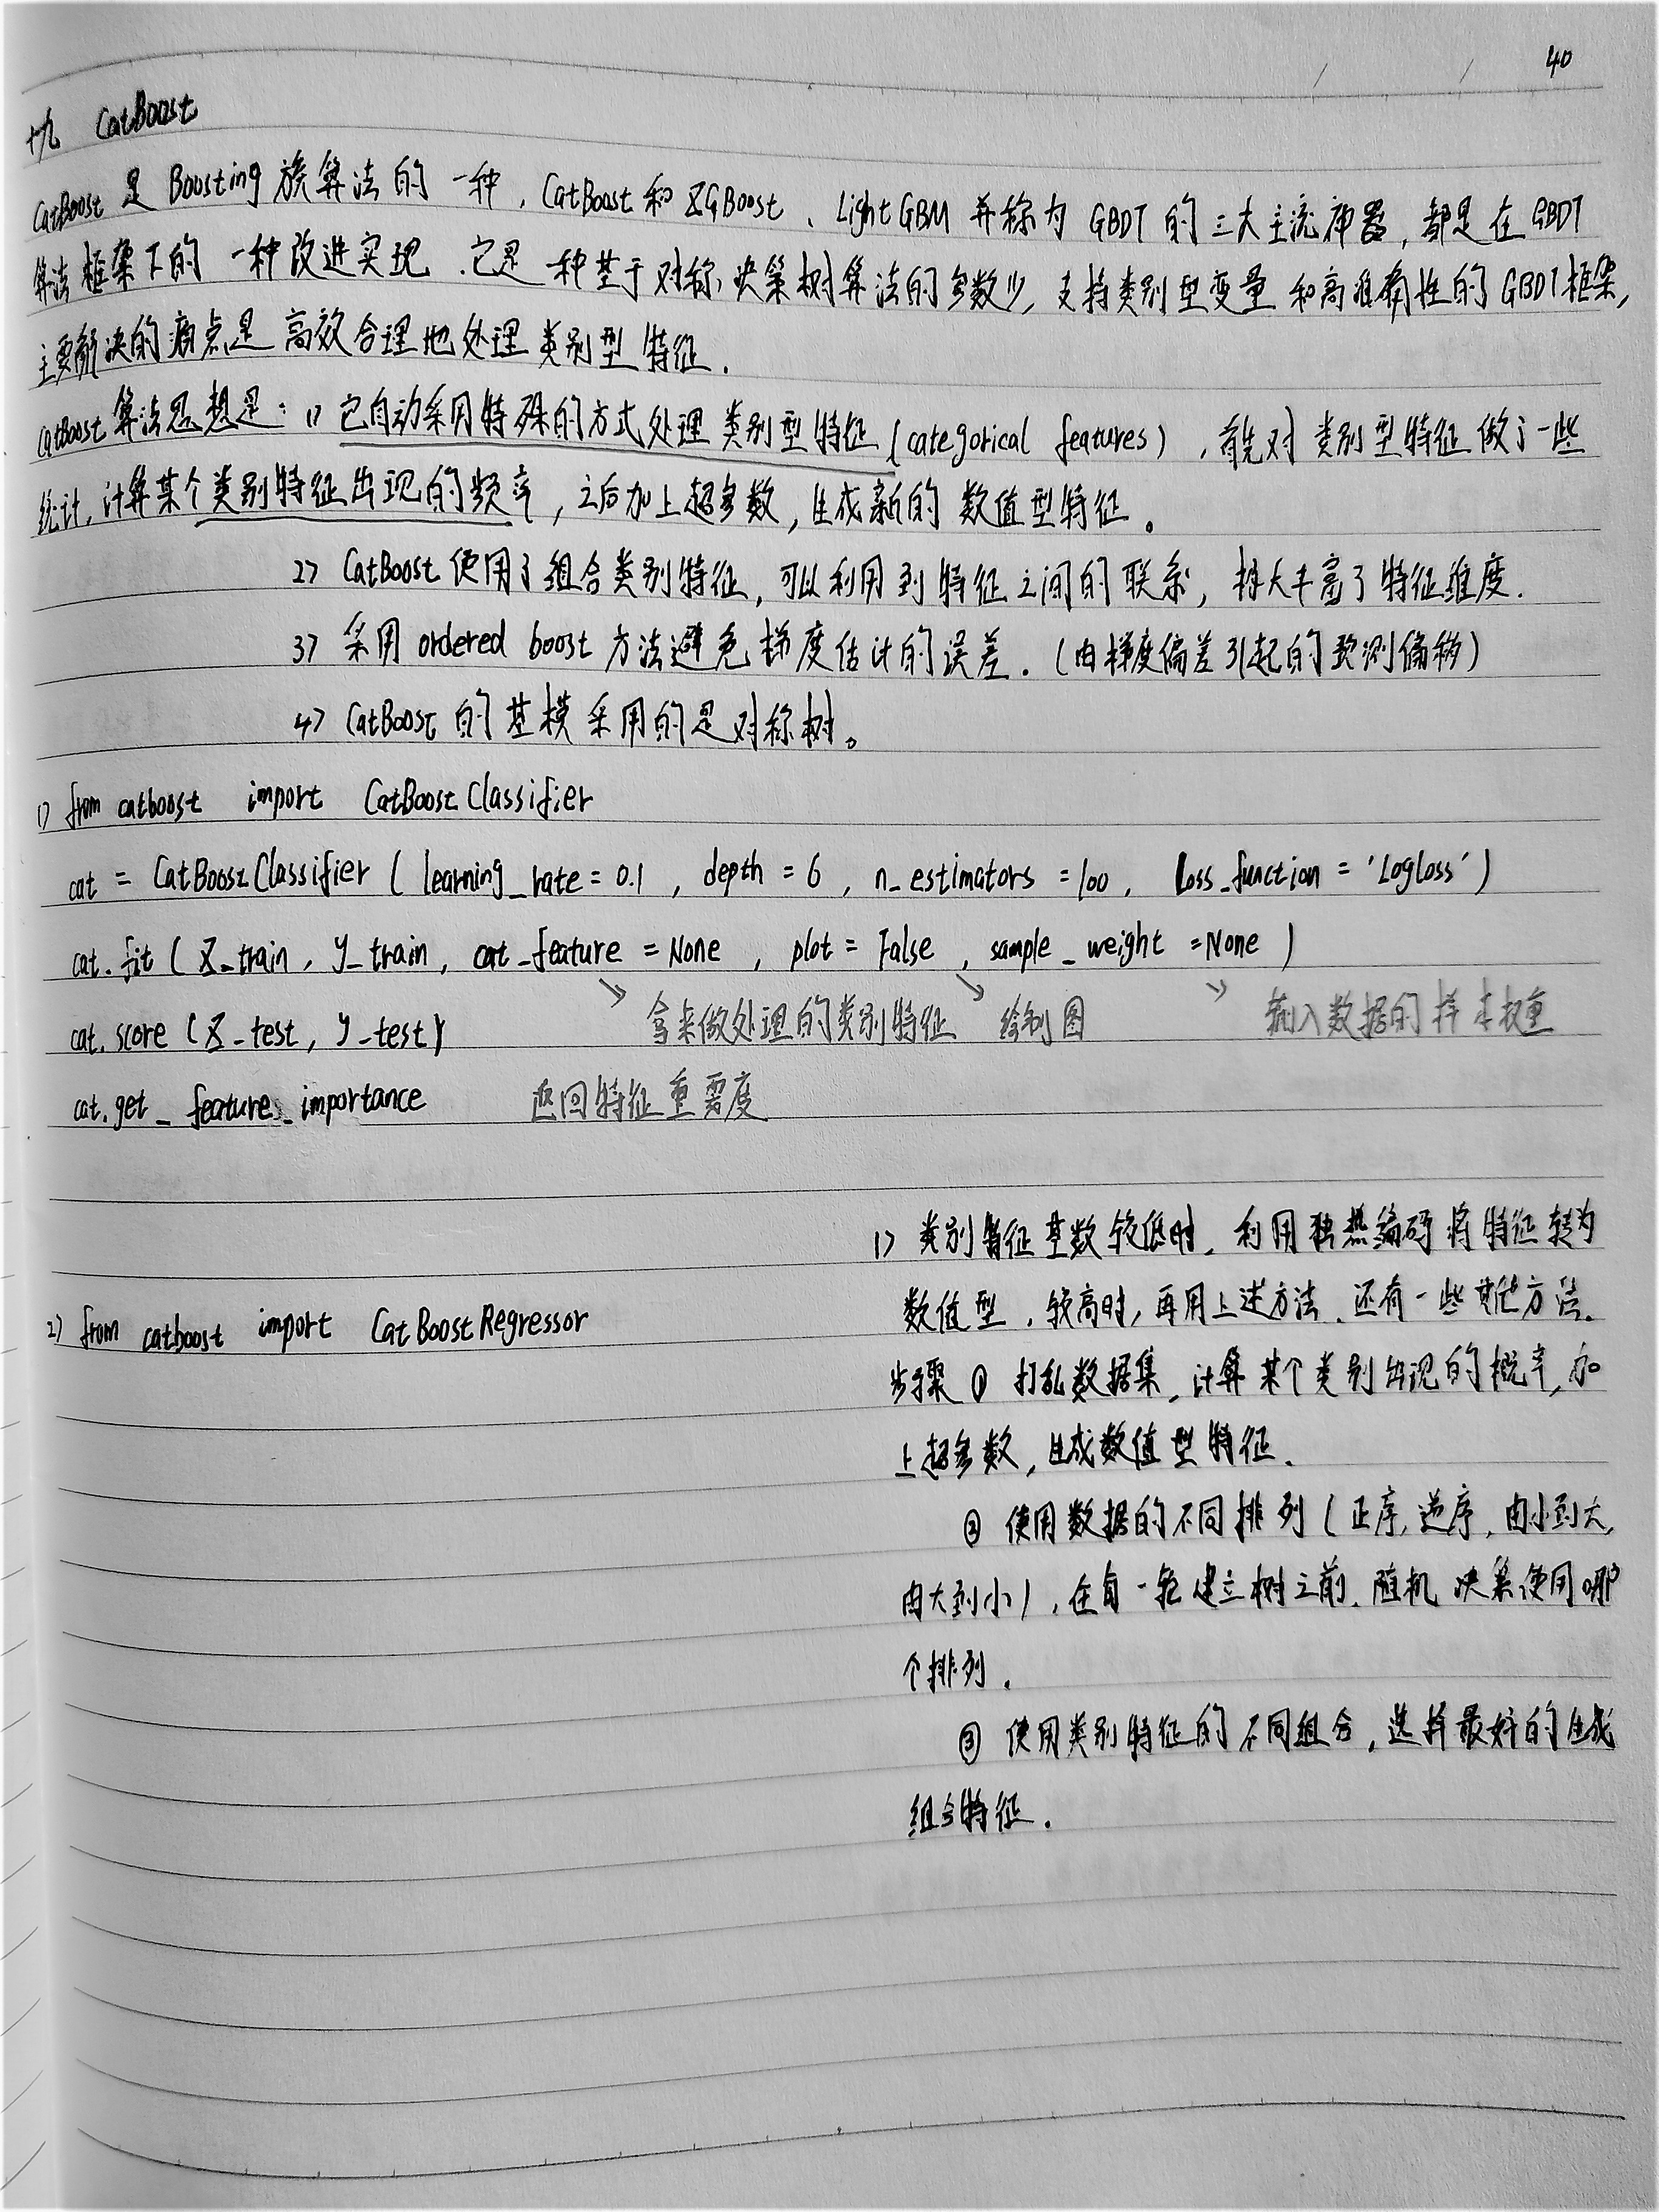 40
十九 CatBoost
CatBoost 是 Boosting 族算法的一种，CatBoost 和 XGBoost、LightGBM 并称为 GBDT 的三大主流神器，都是在 GBDT
算法框架下的一种改进实现．它是一种基于对称决策树算法的参数少，支持类别型变量和高准确性的GBDT框架，
主要解决的痛点是高效合理地处理类别型特征．
CatBoost算法思想是：1) 它自动采用特殊的方式处理类别型特征(categorical features)，首先对类别型特征做了一些
统计，计算某个类别特征出现的频率，之后加上超参数，生成新的数值型特征。
2) CatBoost 使用了组合类别特征，可以利用到特征之间的联系，极大丰富了特征维度．
3) 采用 ordered boost 方法避免梯度估计的误差．(由梯度偏差引起的预测偏移)
4) CatBoost 的基模采用的是对称树。
1) from catboost import CatBoostClassifier
cat = CatBoostClassifier ( learning_rate = 0.1 , depth = 6 , n_estimators = 100 , loss_function = 'Logloss' )
cat.fit ( X_train , y_train , cat_feature = None , plot = False , sample_weight = None )
↘ 拿来做处理的类别特征 ↘ 绘制图 ↘ 输入数据的样本权重
cat.score ( X_test , y_test )
cat.get_feature_importance 返回特征重要度
1) 类别特征基数较低时，利用独热编码将特征转为
数值型，较高时，再用上述方法．还有一些其他方法．
2) from catboost import CatBoostRegressor
步骤 ① 打乱数据集，计算某个类别出现的概率，加
上超参数，生成数值型特征．
② 使用数据的不同排列(正序，逆序，由小到大，
由大到小)，在每一轮建立树之前，随机决策使用哪
个排列．
③ 使用类别特征的不同组合，选择最好的生成
组合特征．